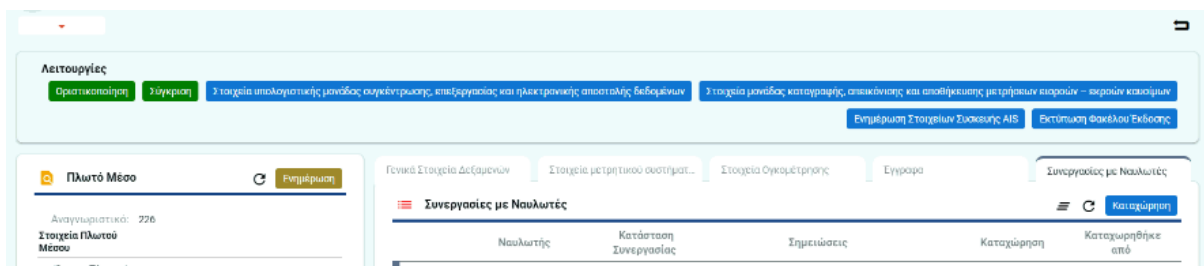 Λειτουργίες
Οριστικοποίηση Σύγκριση Στοιχεία υπολογιστικής μονάδας συγκέντρωσης, επεξεργασίας και ηλεκτρονικής αποστολής δεδομένων Στοιχεία μονάδας καταγραφής, απεικόνισης και αποθήκευσης μετρήσεων εισροών – εκροών καυσίμων
Ενημέρωση Στοιχείων Συσκευής AIS Εκτύπωση Φακέλου Έκδοσης
Πλωτό Μέσο Ενημέρωση
Αναγνωριστικό: 226
Στοιχεία Πλωτού
Μέσου
Γενικά Στοιχεία Δεξαμενών Στοιχεία μετρητικού συστήματ... Στοιχεία Ογκομέτρησης Έγγραφα Συνεργασίες με Ναυλωτές
Συνεργασίες με Ναυλωτές Καταχώρηση
Ναυλωτής Κατάσταση Συνεργασίας Σημειώσεις Καταχώρηση Καταχωρήθηκε από